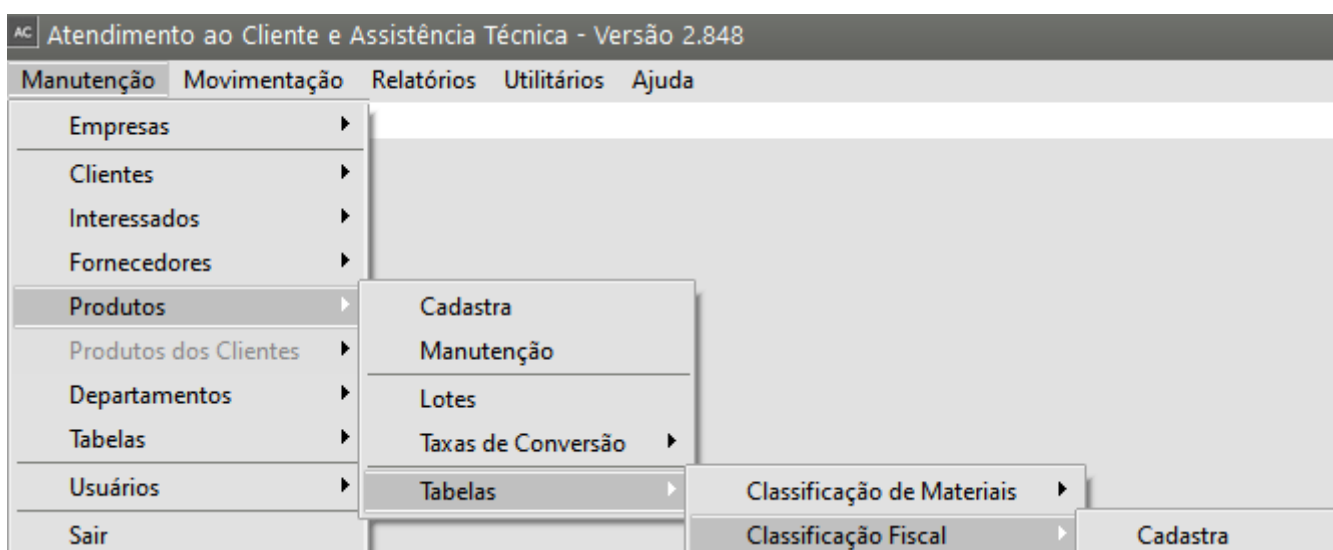 AC Atendimento ao Cliente e Assistência Técnica - Versão 2.848
Manutenção Movimentação Relatórios Utilitários Ajuda
Empresas
Clientes
Interessados
Fornecedores
Produtos
Produtos dos Clientes
Departamentos
Tabelas
Usuários
Sair
Cadastra
Manutenção
Lotes
Taxas de Conversão
Tabelas
Classificação de Materiais
Classificação Fiscal
Cadastra